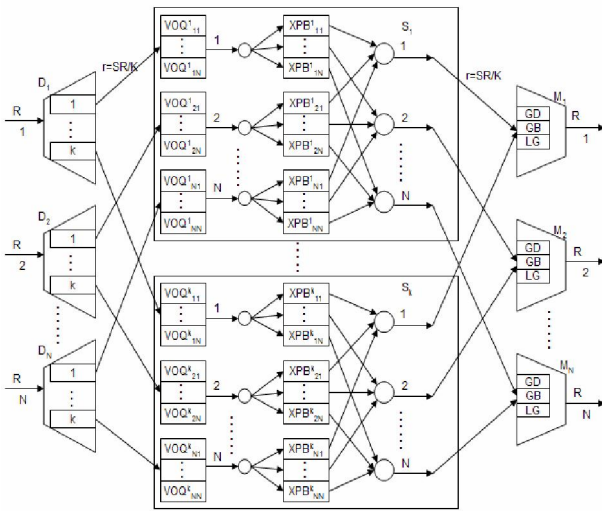 S₁
r=SR/K
r=SR/K
D₁
R
1
1
k
VOQ¹₁₁
VOQ¹₁N
1
XPB¹₁₁
XPB¹₁N
1
VOQ¹₂₁
VOQ¹₂N
2
XPB¹₂₁
XPB¹₂N
2
VOQ¹N₁
VOQ¹NN
N
XPB¹N₁
XPB¹NN
N
M₁
GD
GB
LG
R
1
D₂
R
2
1
k
M₂
GD
GB
LG
R
2
Sₖ
VOQᵏ₁₁
VOQᵏ₁N
1
XPBᵏ₁₁
XPBᵏ₁N
1
VOQᵏ₂₁
VOQᵏ₂N
2
XPBᵏ₂₁
XPBᵏ₂N
2
VOQᵏN₁
VOQᵏNN
N
XPBᵏN₁
XPBᵏNN
N
DN
R
N
1
k
MN
GD
GB
LG
R
N